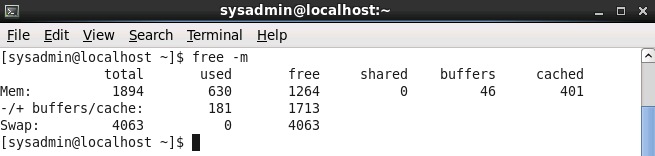 sysadmin@localhost:~
File Edit View Search Terminal Help
[sysadmin@localhost ~]$ free -m
total used free shared buffers cached
Mem: 1894 630 1264 0 46 401
-/+ buffers/cache: 181 1713
Swap: 4063 0 4063
[sysadmin@localhost ~]$